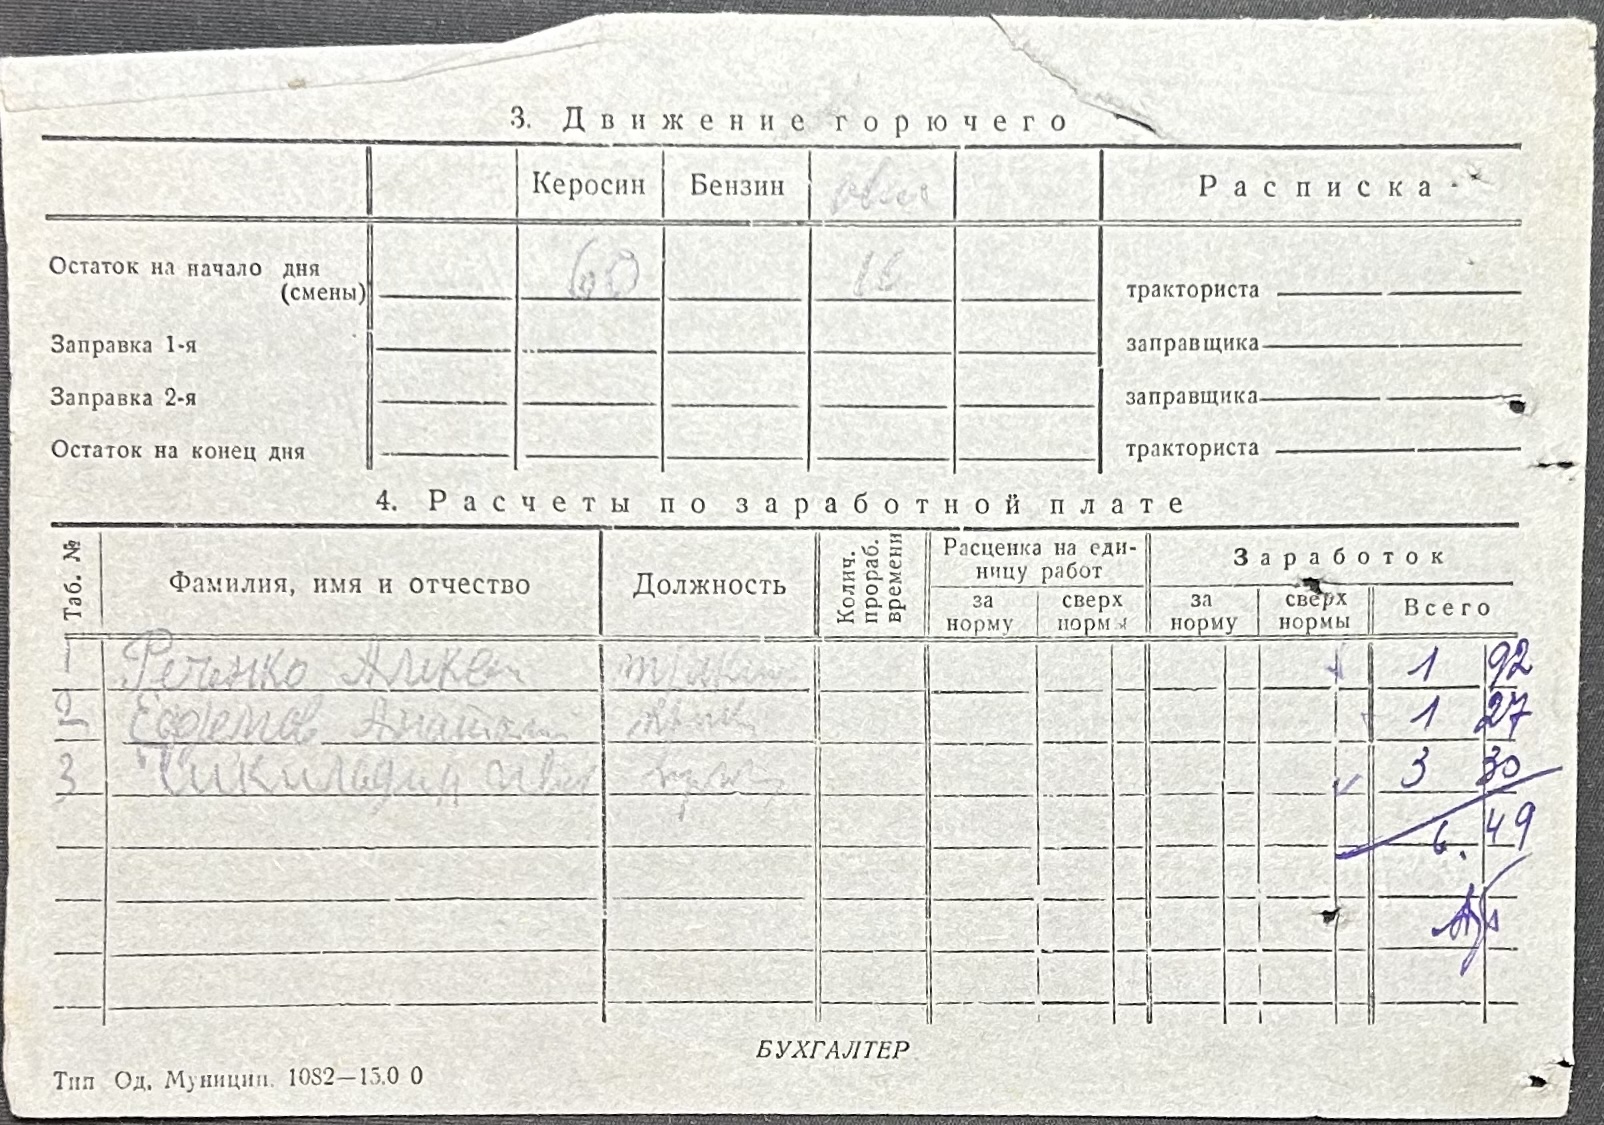 3. Движение горючего
Керосин Бензин Расписка
Остаток на начало дня (смены) 60 16 тракториста
Заправка 1-я заправщика
Заправка 2-я заправщика
Остаток на конец дня тракториста
4. Расчеты по заработной плате
Таб. № Фамилия, имя и отчество Должность Колич. прораб. времени Расценка на единицу работ Заработок
за норму сверх нормы за норму сверх нормы Всего
1 1 92
2 Ефремов 1 27
3 3 30
6. 49
БУХГАЛТЕР
Тип Од. Муницип. 1082—15.0 0